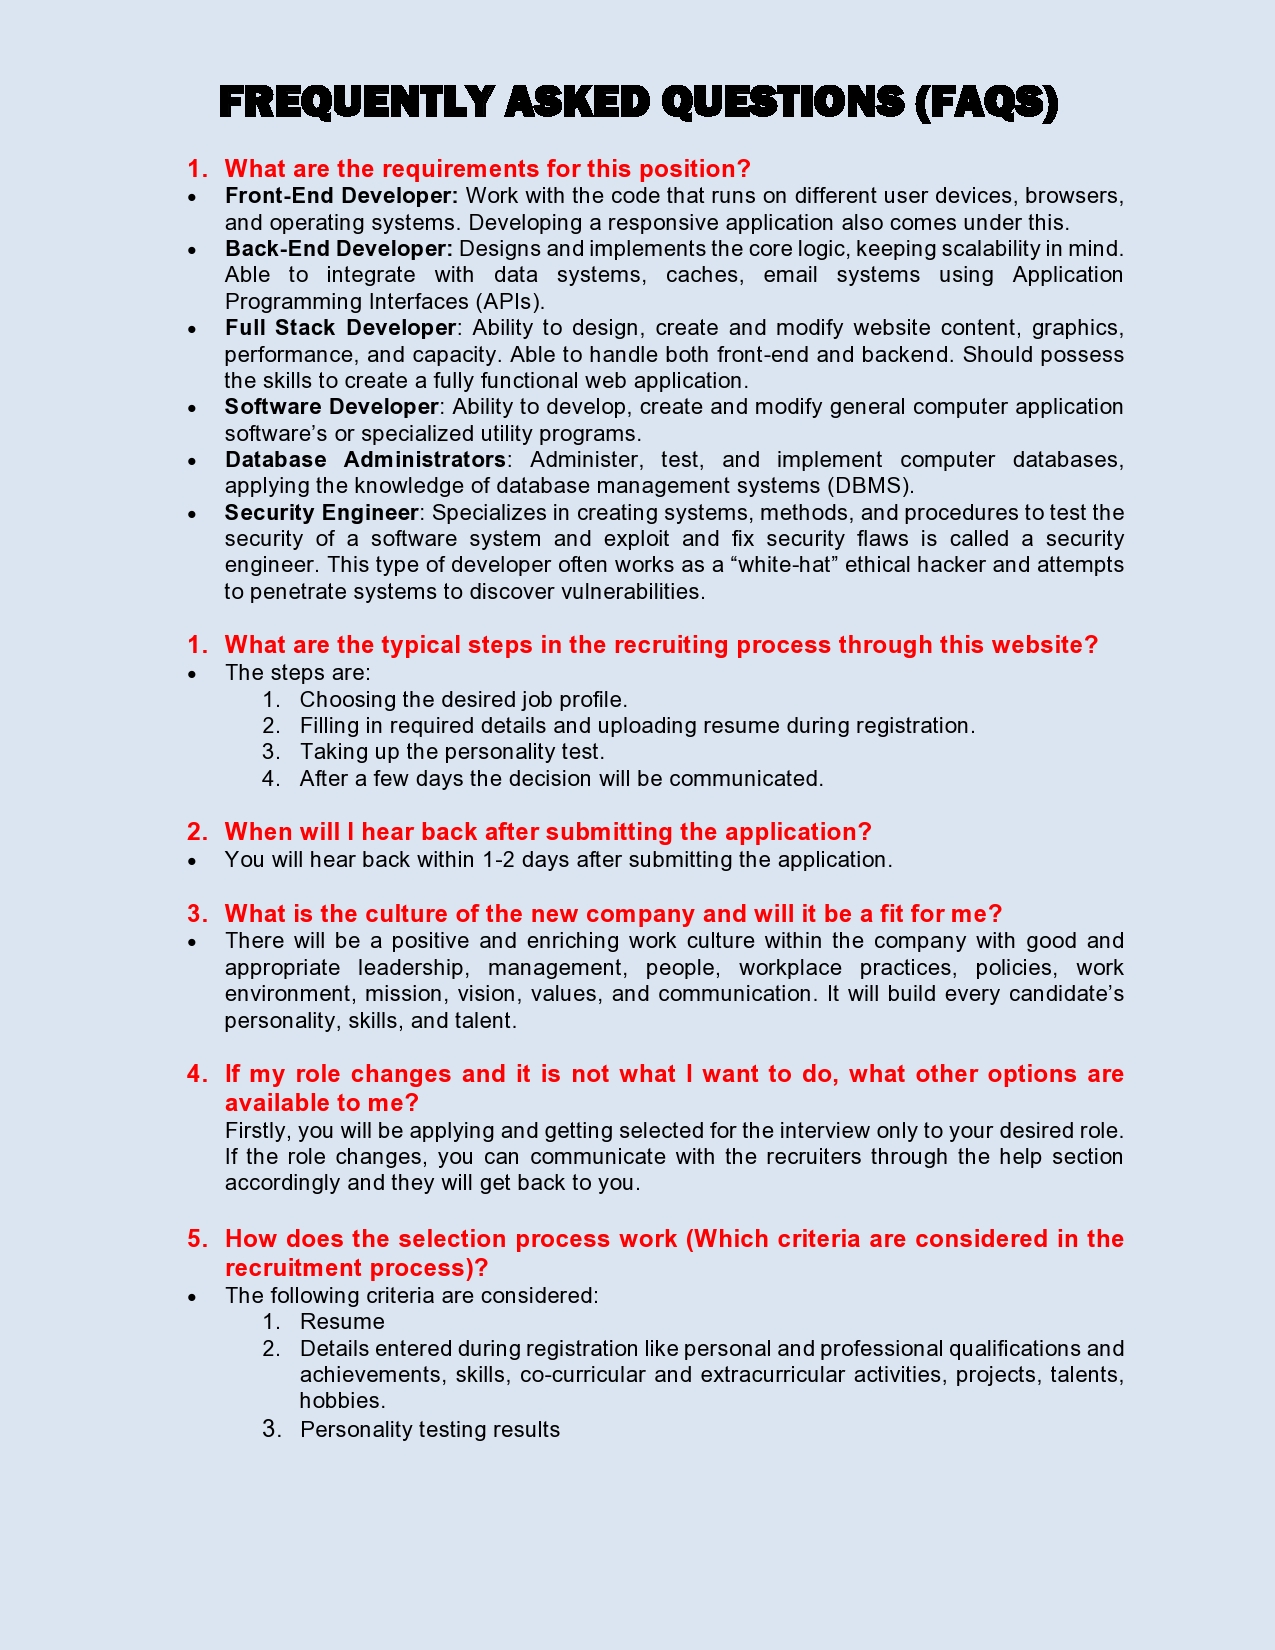 FREQUENTLY ASKED QUESTIONS (FAQS)
1. What are the requirements for this position?
• Front-End Developer: Work with the code that runs on different user devices, browsers,
and operating systems. Developing a responsive application also comes under this.
• Back-End Developer: Designs and implements the core logic, keeping scalability in mind.
Able to integrate with data systems, caches, email systems using Application
Programming Interfaces (APIs).
• Full Stack Developer: Ability to design, create and modify website content, graphics,
performance, and capacity. Able to handle both front-end and backend. Should possess
the skills to create a fully functional web application.
• Software Developer: Ability to develop, create and modify general computer application
software’s or specialized utility programs.
• Database Administrators: Administer, test, and implement computer databases,
applying the knowledge of database management systems (DBMS).
• Security Engineer: Specializes in creating systems, methods, and procedures to test the
security of a software system and exploit and fix security flaws is called a security
engineer. This type of developer often works as a “white-hat” ethical hacker and attempts
to penetrate systems to discover vulnerabilities.
1. What are the typical steps in the recruiting process through this website?
• The steps are:
1. Choosing the desired job profile.
2. Filling in required details and uploading resume during registration.
3. Taking up the personality test.
4. After a few days the decision will be communicated.
2. When will I hear back after submitting the application?
• You will hear back within 1-2 days after submitting the application.
3. What is the culture of the new company and will it be a fit for me?
• There will be a positive and enriching work culture within the company with good and
appropriate leadership, management, people, workplace practices, policies, work
environment, mission, vision, values, and communication. It will build every candidate’s
personality, skills, and talent.
4. If my role changes and it is not what I want to do, what other options are
available to me?
Firstly, you will be applying and getting selected for the interview only to your desired role.
If the role changes, you can communicate with the recruiters through the help section
accordingly and they will get back to you.
5. How does the selection process work (Which criteria are considered in the
recruitment process)?
• The following criteria are considered:
1. Resume
2. Details entered during registration like personal and professional qualifications and
achievements, skills, co-curricular and extracurricular activities, projects, talents,
hobbies.
3. Personality testing results